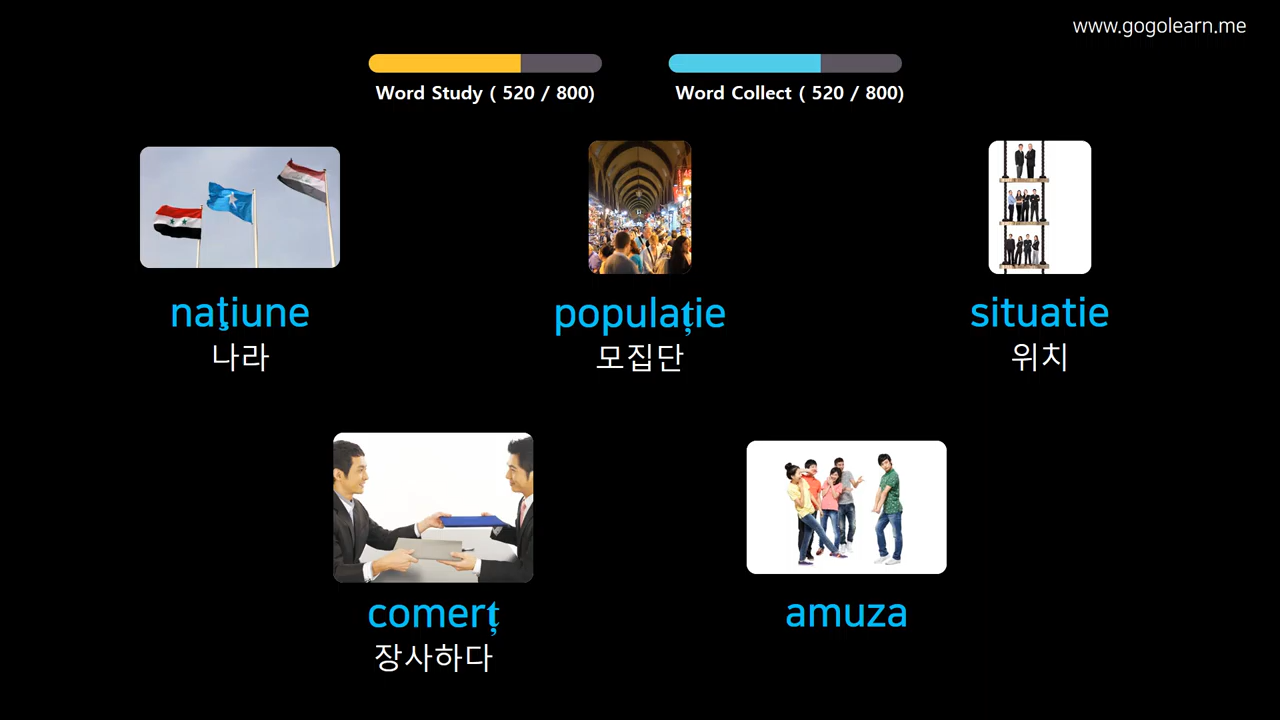 www.gogolearn.me
Word Study ( 520 / 800)
Word Collect ( 520 / 800)
naţiune
나라
populație
모집단
situatie
위치
comerț
장사하다
amuza